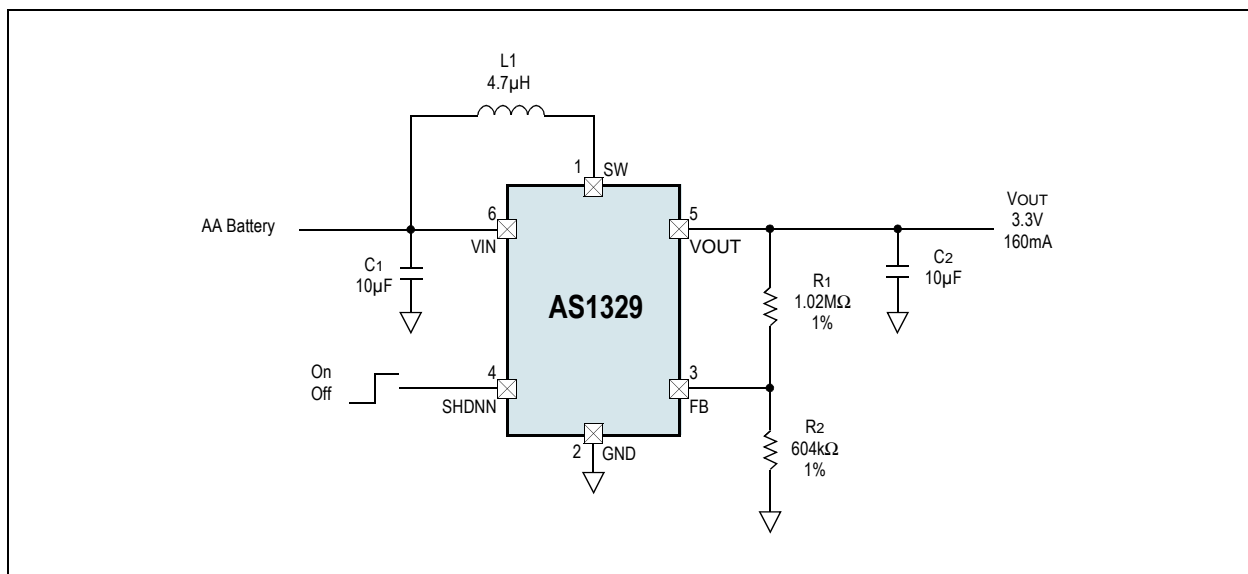 L1
4.7µH
1 SW
AA Battery
6
VIN
5
VOUT
VOUT
3.3V
160mA
C1
10µF
C2
10µF
R1
1.02MΩ
1%
AS1329
On
Off
4
SHDNN
3
FB
2 GND
R2
604kΩ
1%